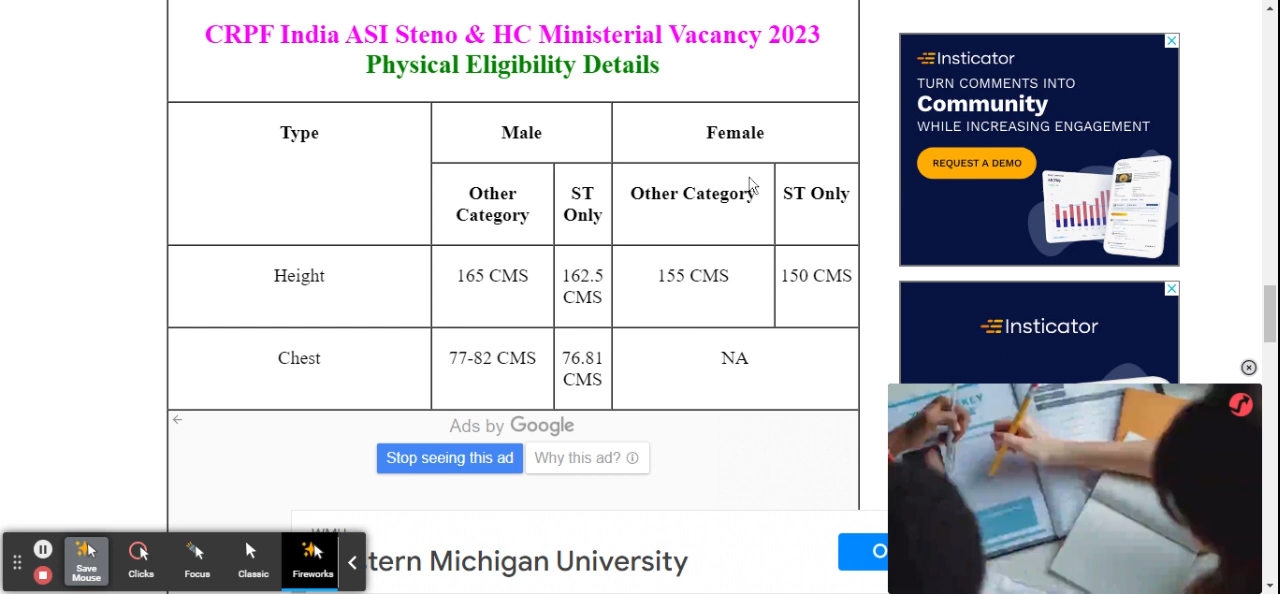 CRPF India ASI Steno & HC Ministerial Vacancy 2023
Physical Eligibility Details
Type
Male
Female
Other
Category
ST
Only
Other Category
ST Only
Height
165 CMS
162.5
CMS
155 CMS
150 CMS
Chest
77-82 CMS
76.81
CMS
NA
Ads by Google
Stop seeing this ad
Why this ad?
tern Michigan University
Insticator
TURN COMMENTS INTO
Community
WHILE INCREASING ENGAGEMENT
REQUEST A DEMO
Insticator
Save
Mouse
Clicks
Focus
Classic
Fireworks